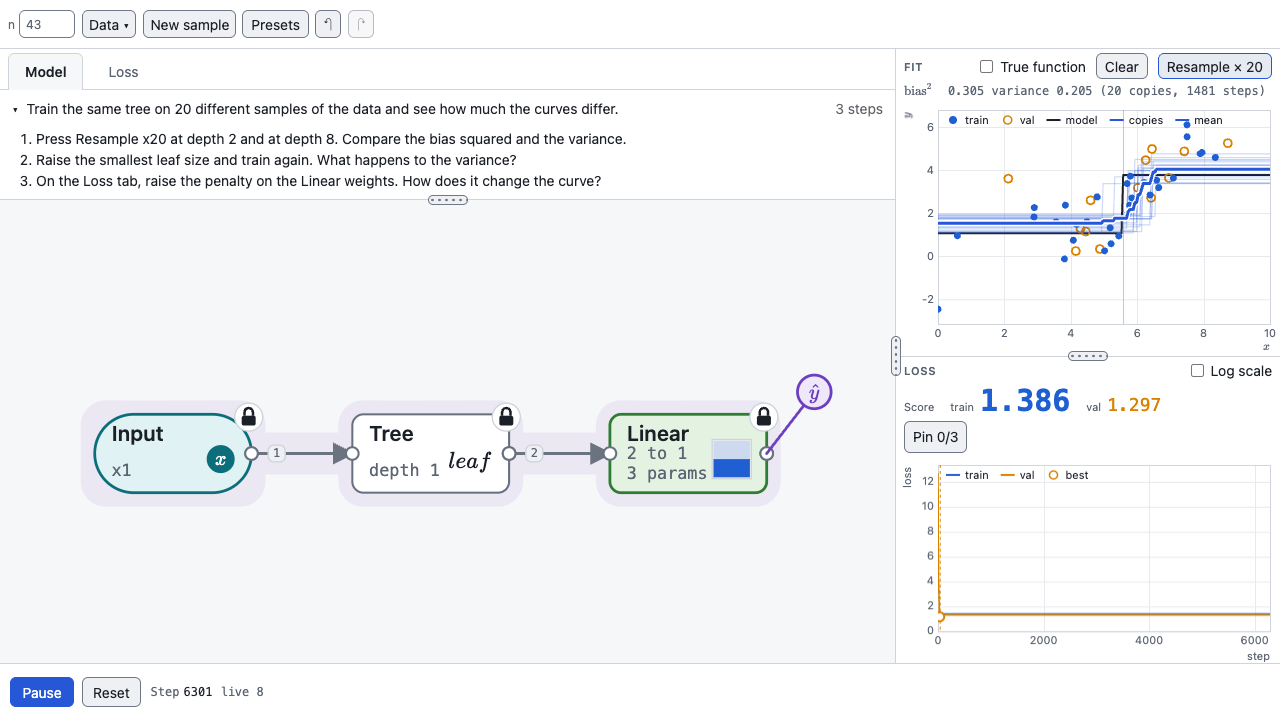 n 43 Data ▾ New sample Presets
Model Loss
▾ Train the same tree on 20 different samples of the data and see how much the curves differ. 3 steps
1. Press Resample x20 at depth 2 and at depth 8. Compare the bias squared and the variance.
2. Raise the smallest leaf size and train again. What happens to the variance?
3. On the Loss tab, raise the penalty on the Linear weights. How does it change the curve?
Input
x1
x
1
Tree
depth 1
leaf
2
Linear
2 to 1
3 params
ŷ
FIT True function Clear Resample × 20
bias² 0.305 variance 0.205 (20 copies, 1481 steps)
train val model copies mean
y
6
4
2
0
-2
0 2 4 6 8 10
x
LOSS Log scale
Score train 1.386 val 1.297
Pin 0/3
train val best
loss
12
10
8
6
4
2
0
0 2000 4000 6000
step
Pause Reset Step 6301 live 8